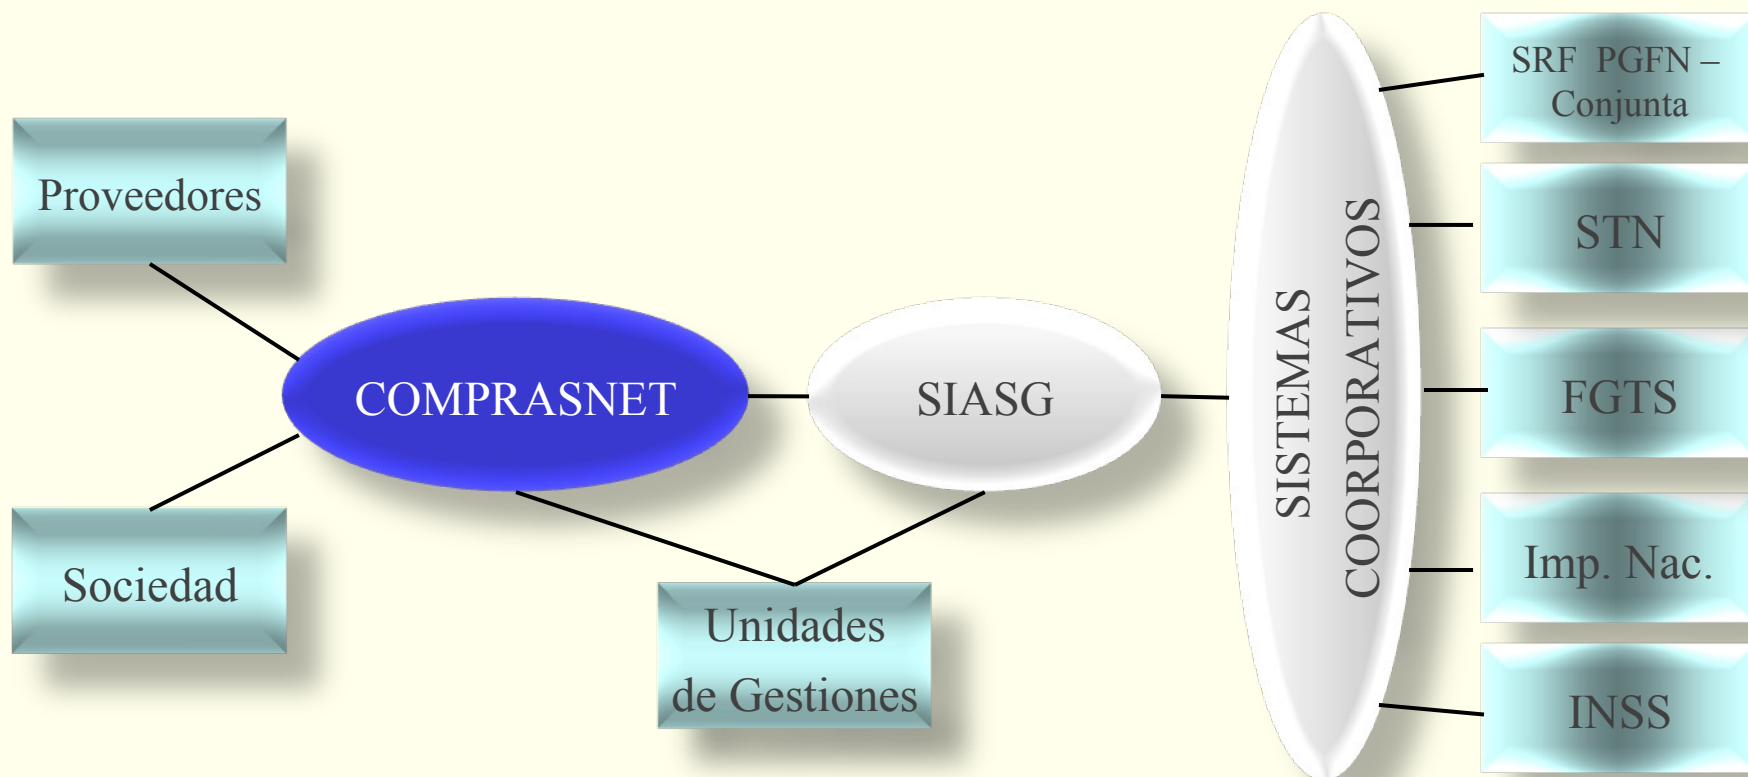 Proveedores
Sociedad
COMPRASNET
Unidades
de Gestiones
SIASG
SISTEMAS
COORPORATIVOS
SRF PGFN –
Conjunta
STN
FGTS
Imp. Nac.
INSS